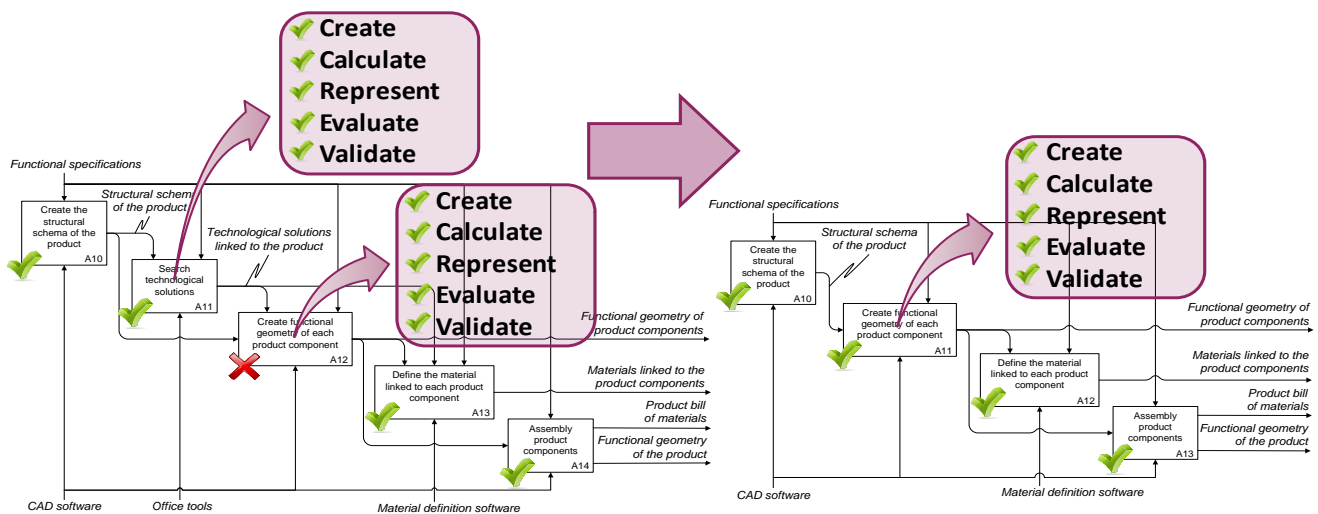 Create
Calculate
Represent
Evaluate
Validate
Functional specifications
Structural schema
of the product
Create the
structural
schema of the
product
A10
Technological solutions
linked to the product
Search
technological
solutions
A11
Create
Calculate
Represent
Evaluate
Validate
Create functional
geometry of each
product component
A12
Functional geometry of
product components
Define the material
linked to each product
component
A13
Materials linked to the
product components
Product bill
of materials
Assembly
product
components
A14
Functional geometry
of the product
CAD software
Office tools
Material definition software
Create
Calculate
Represent
Evaluate
Validate
Functional specifications
Structural schema
of the product
Create the
structural
schema of the
product
A10
Create functional
geometry of each
product component
A11
Functional geometry of
product components
Define the material
linked to each product
component
A12
Materials linked to the
product components
Product bill
of materials
Assembly
product
components
A13
Functional geometry
of the product
CAD software
Material definition software